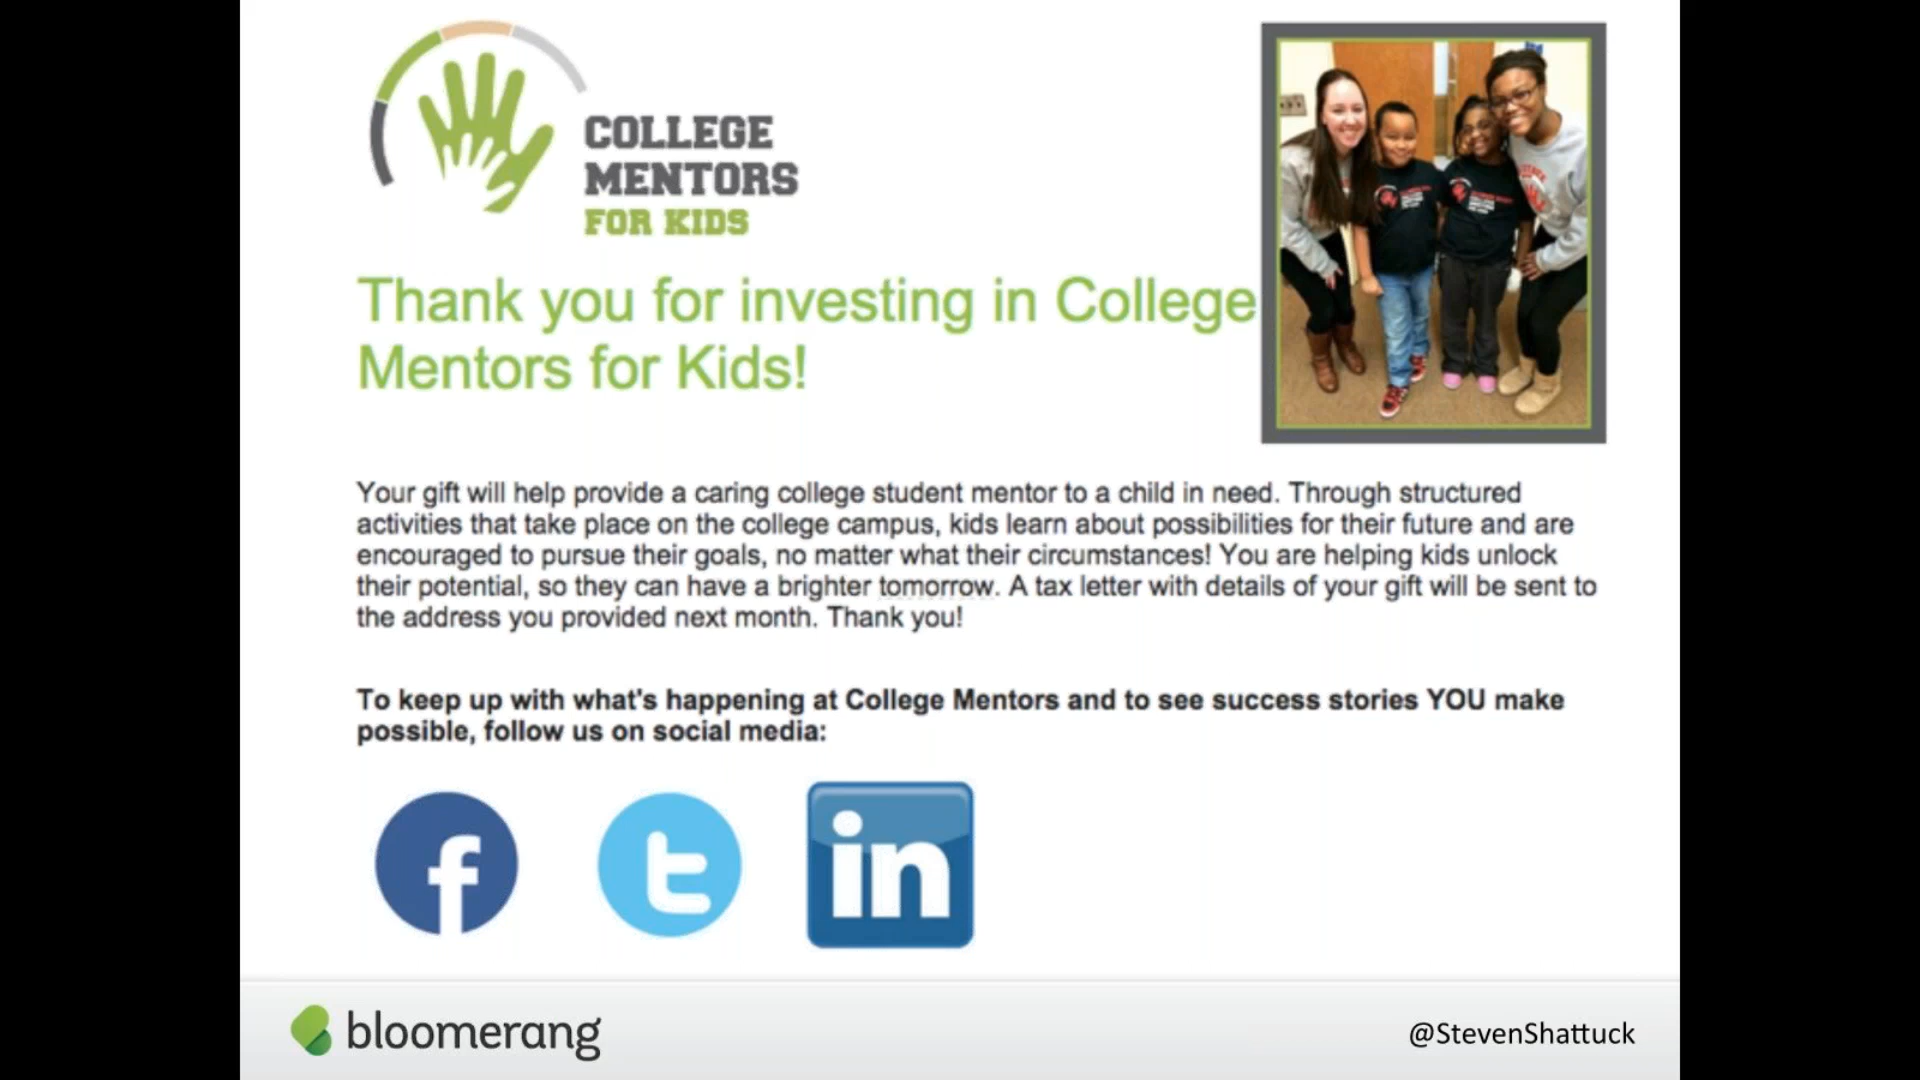 COLLEGE
MENTORS
FOR KIDS
Thank you for investing in College
Mentors for Kids!
Your gift will help provide a caring college student mentor to a child in need. Through structured
activities that take place on the college campus, kids learn about possibilities for their future and are
encouraged to pursue their goals, no matter what their circumstances! You are helping kids unlock
their potential, so they can have a brighter tomorrow. A tax letter with details of your gift will be sent to
the address you provided next month. Thank you!
To keep up with what's happening at College Mentors and to see success stories YOU make
possible, follow us on social media:
f t in
bloomerang
@StevenShattuck